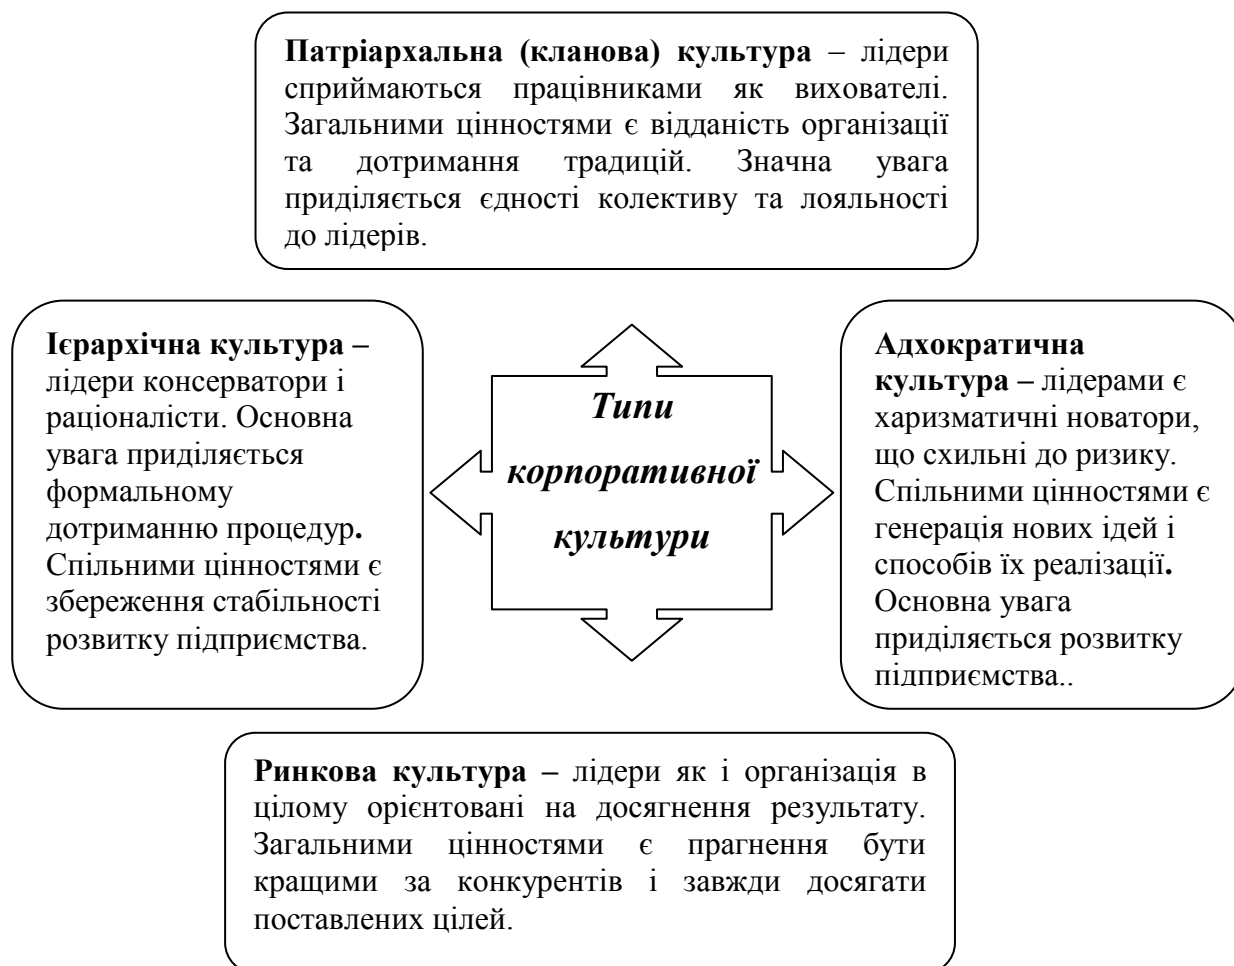 Патріархальна (кланова) культура – лідери
сприймаються працівниками як вихователі.
Загальними цінностями є відданість організації
та дотримання традицій. Значна увага
приділяється єдності колективу та лояльності
до лідерів.
Ієрархічна культура –
лідери консерватори і
раціоналісти. Основна
увага приділяється
формальному
дотриманню процедур.
Спільними цінностями є
збереження стабільності
розвитку підприємства.
Типи
корпоративної
культури
Адхократична
культура – лідерами є
харизматичні новатори,
що схильні до ризику.
Спільними цінностями є
генерація нових ідей і
способів їх реалізації.
Основна увага
приділяється розвитку
підприємства..
Ринкова культура – лідери як і організація в
цілому орієнтовані на досягнення результату.
Загальними цінностями є прагнення бути
кращими за конкурентів і завжди досягати
поставлених цілей.